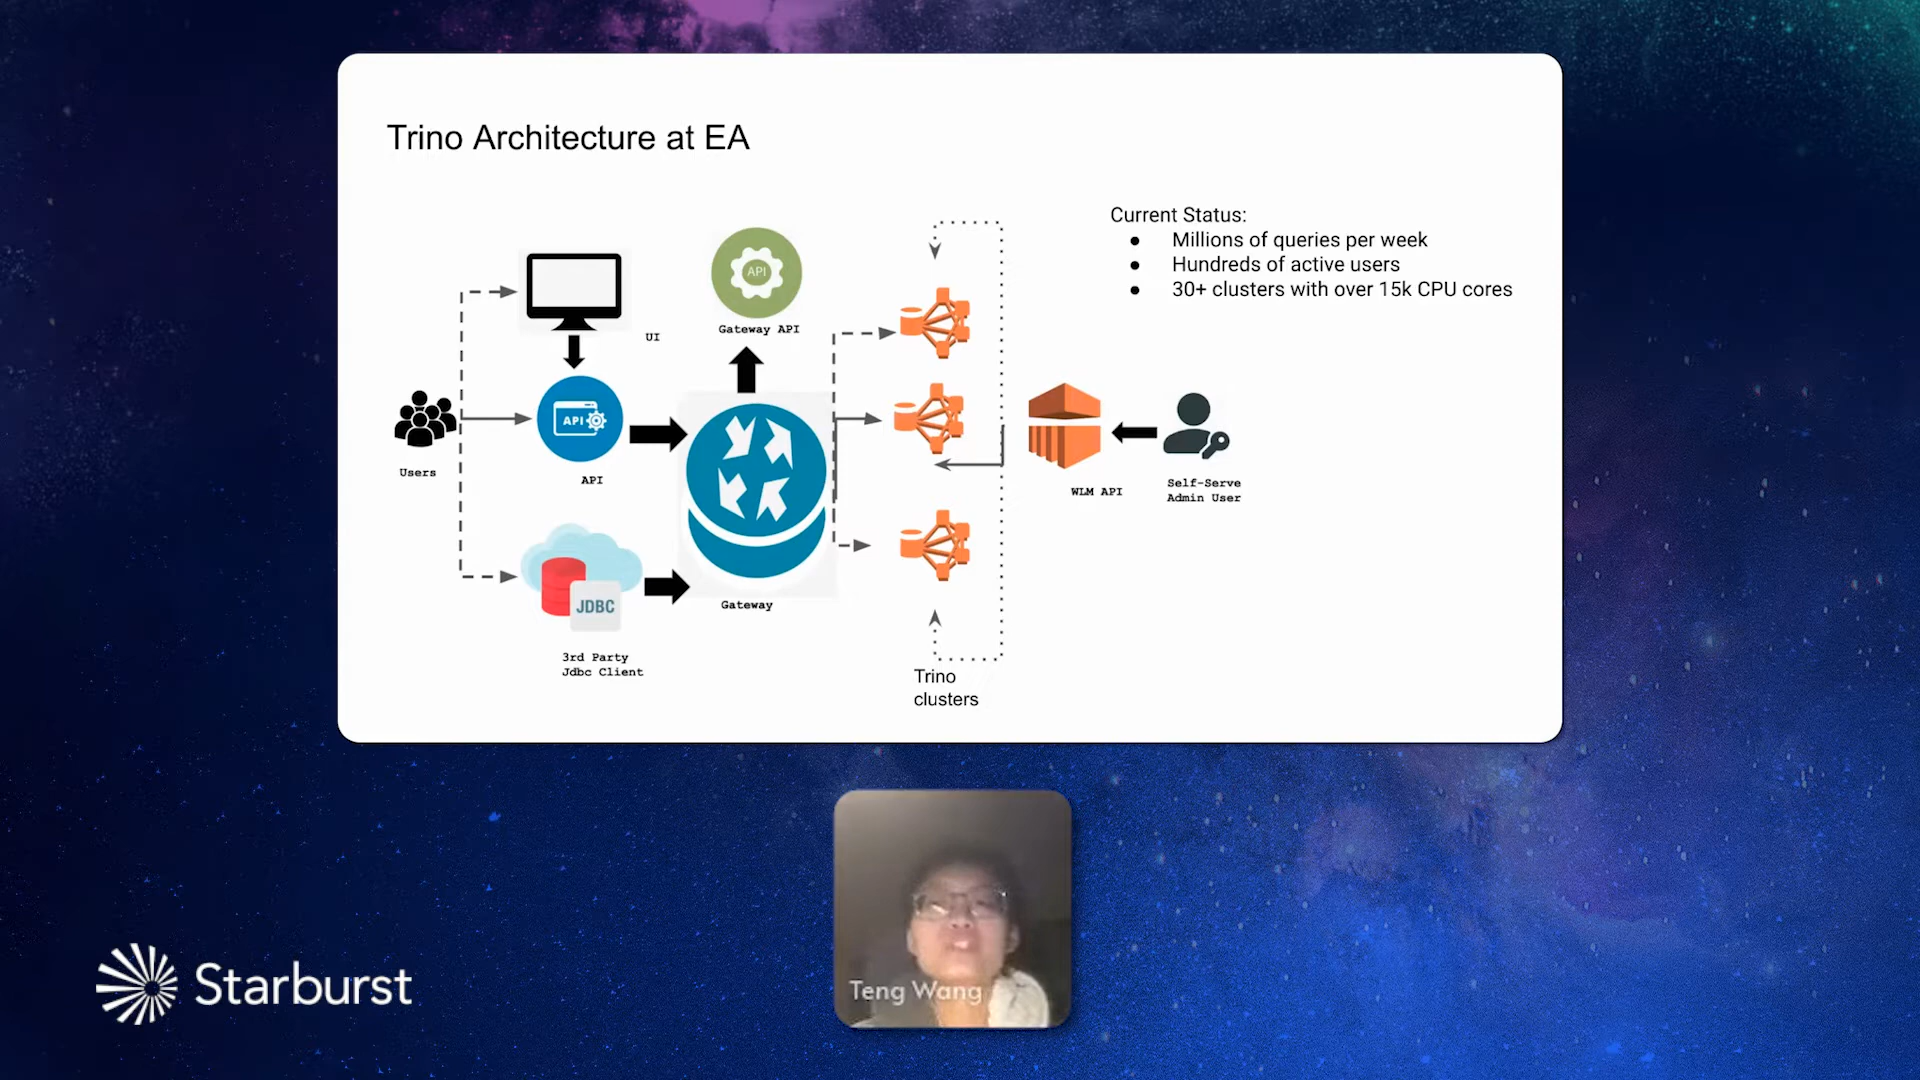 Trino Architecture at EA
Current Status:
● Millions of queries per week
● Hundreds of active users
● 30+ clusters with over 15k CPU cores
API
Gateway API
UI
API
API
Users
JDBC
3rd Party
Jdbc Client
Gateway
WLM API
Self-Serve
Admin User
Trino
clusters
Teng Wang
Starburst